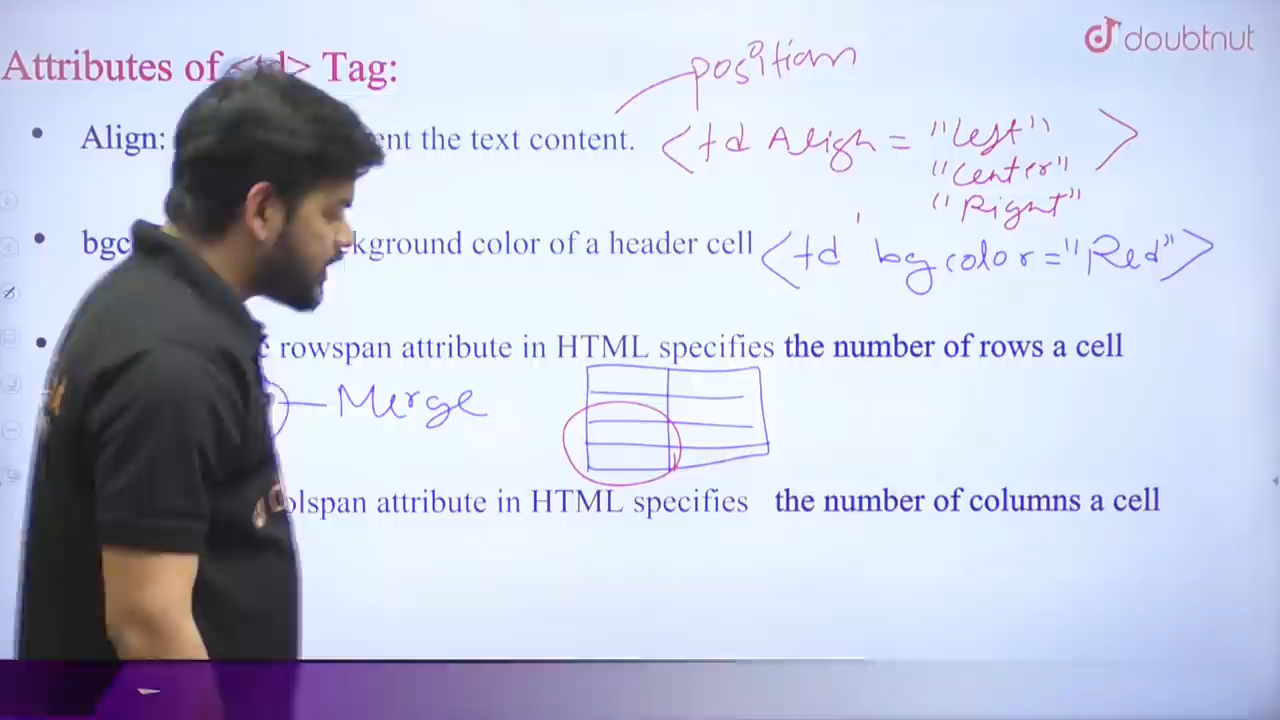 doubtnut
position
Attributes of <td> Tag:
Align: ent the text content. <td Align = "Left" >
"Center"
"Right"
bgc kground color of a header cell <td bgcolor="Red">
rowspan attribute in HTML specifies the number of rows a cell
Merge
olspan attribute in HTML specifies the number of columns a cell